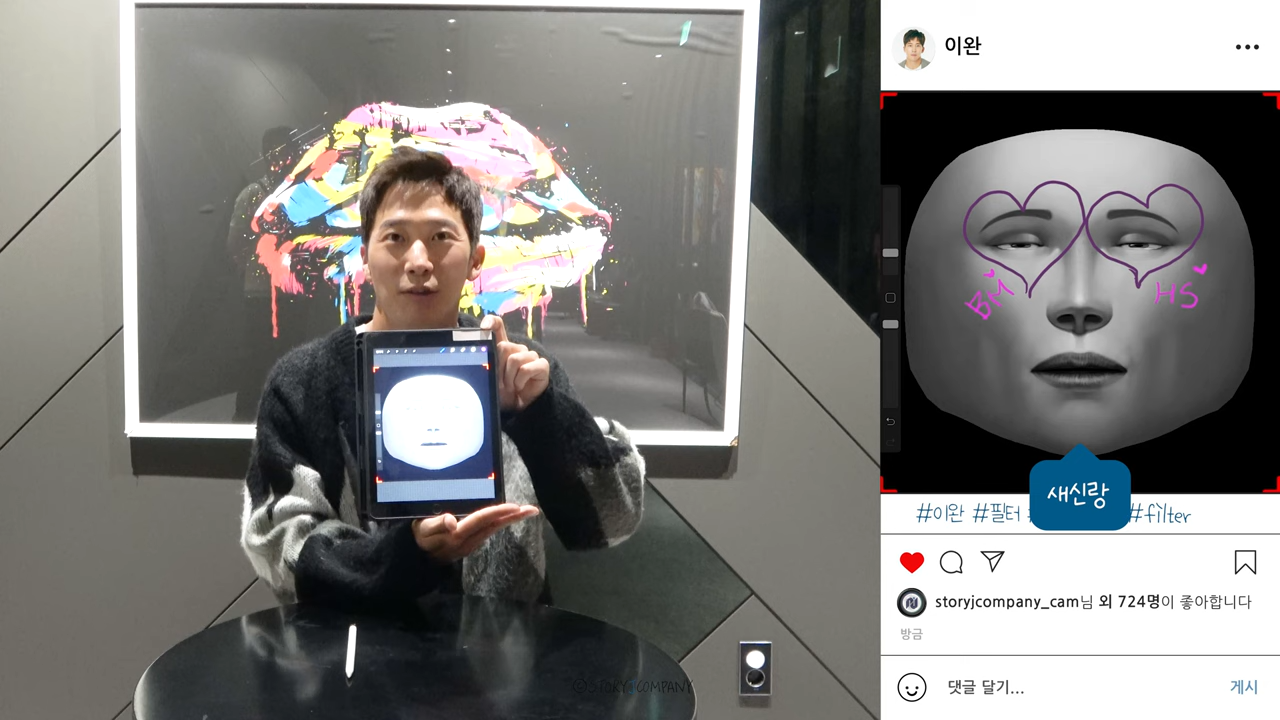 이완
BM
HS
새신랑
#이완 #필터 #filter
storyjcompany_cam님 외 724명이 좋아합니다
방금
댓글 달기...
게시
©STORY J COMPANY